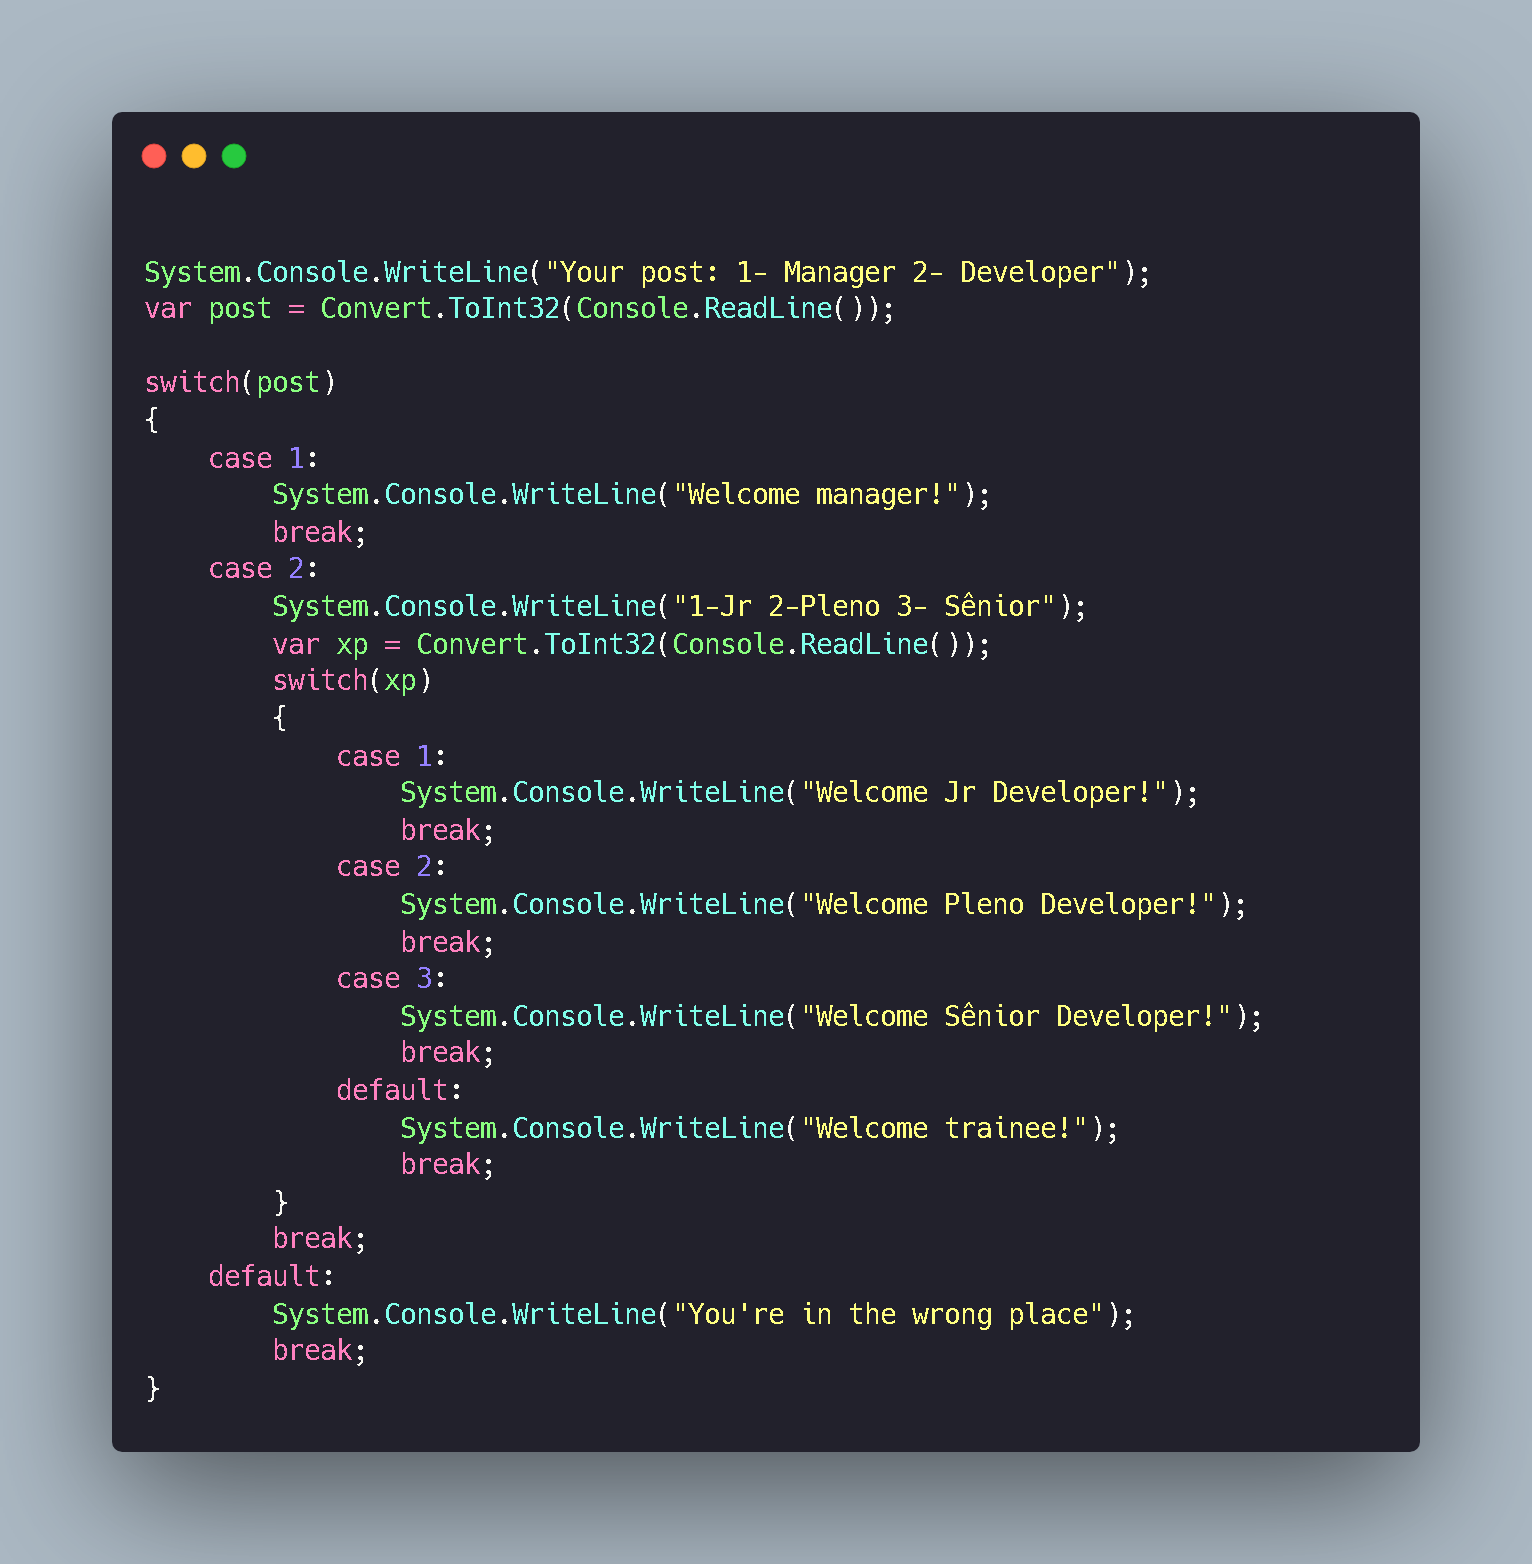 System.Console.WriteLine("Your post: 1- Manager 2- Developer");
var post = Convert.ToInt32(Console.ReadLine());

switch(post)
{
    case 1:
        System.Console.WriteLine("Welcome manager!");
        break;
    case 2:
        System.Console.WriteLine("1-Jr 2-Pleno 3- Sênior");
        var xp = Convert.ToInt32(Console.ReadLine());
        switch(xp)
        {
            case 1:
                System.Console.WriteLine("Welcome Jr Developer!");
                break;
            case 2:
                System.Console.WriteLine("Welcome Pleno Developer!");
                break;
            case 3:
                System.Console.WriteLine("Welcome Sênior Developer!");
                break;
            default:
                System.Console.WriteLine("Welcome trainee!");
                break;
        }
        break;
    default:
        System.Console.WriteLine("You're in the wrong place");
        break;
}